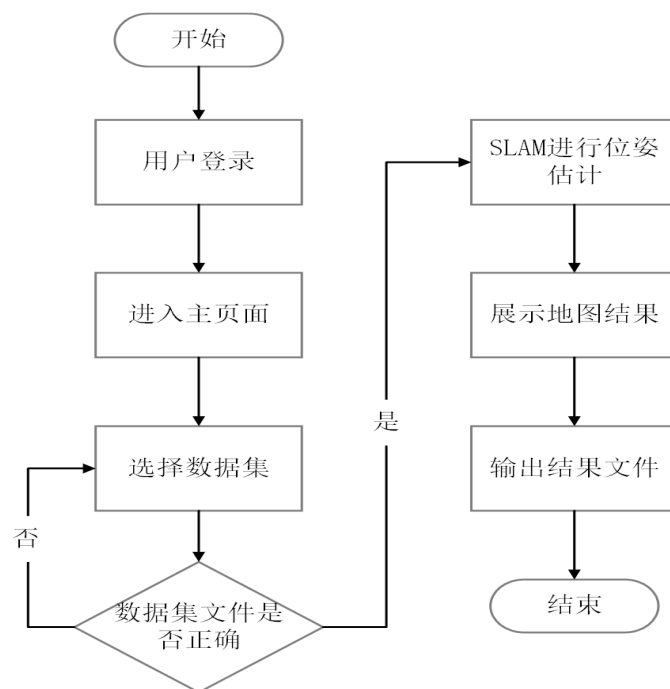 开始
用户登录
进入主页面
选择数据集
否
数据集文件是
否正确
是
SLAM进行位姿
估计
展示地图结果
输出结果文件
结束